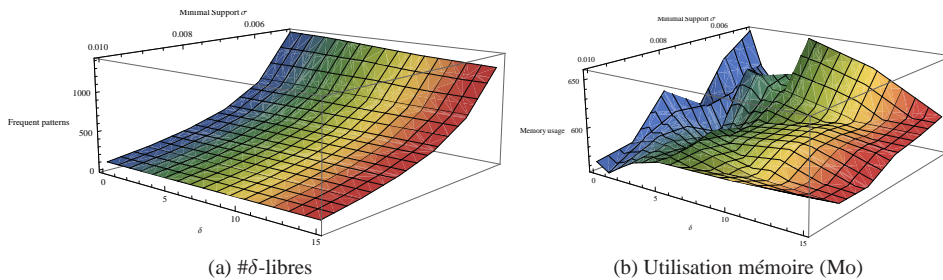 Minimal Support σ
0.006
0.008
0.010
1000
Frequent patterns
500
0
0
5
10
δ
15
(a) #δ-libres
Minimal Support σ
0.006
0.008
0.010
650
Memory usage
600
0
5
10
δ
15
(b) Utilisation mémoire (Mo)